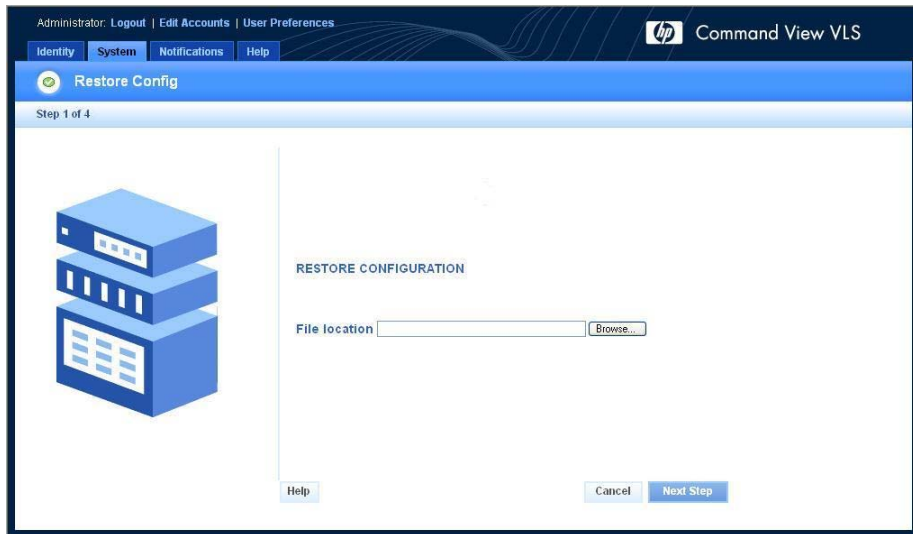 Administrator: Logout | Edit Accounts | User Preferences
hp Command View VLS
Identity System Notifications Help
Restore Config
Step 1 of 4
RESTORE CONFIGURATION
File location Browse...
Help Cancel Next Step